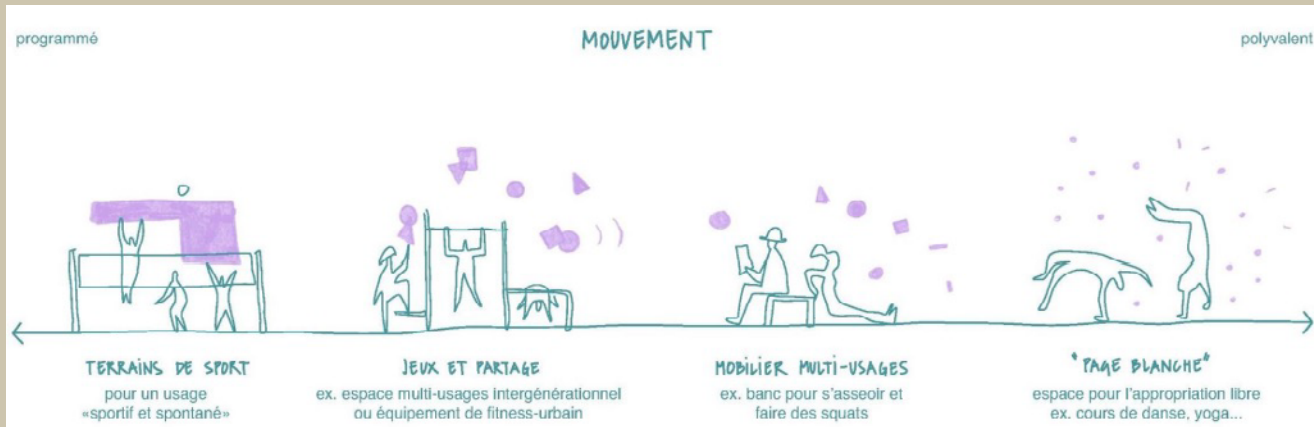 programmé
MOUVEMENT
polyvalent
TERRAINS DE SPORT
pour un usage
«sportif et spontané»
JEUX ET PARTAGE
ex. espace multi-usages intergénérationnel
ou équipement de fitness-urbain
MOBILIER MULTI-USAGES
ex. banc pour s'asseoir et
faire des squats
"PAGE BLANCHE"
espace pour l'appropriation libre
ex. cours de danse, yoga...